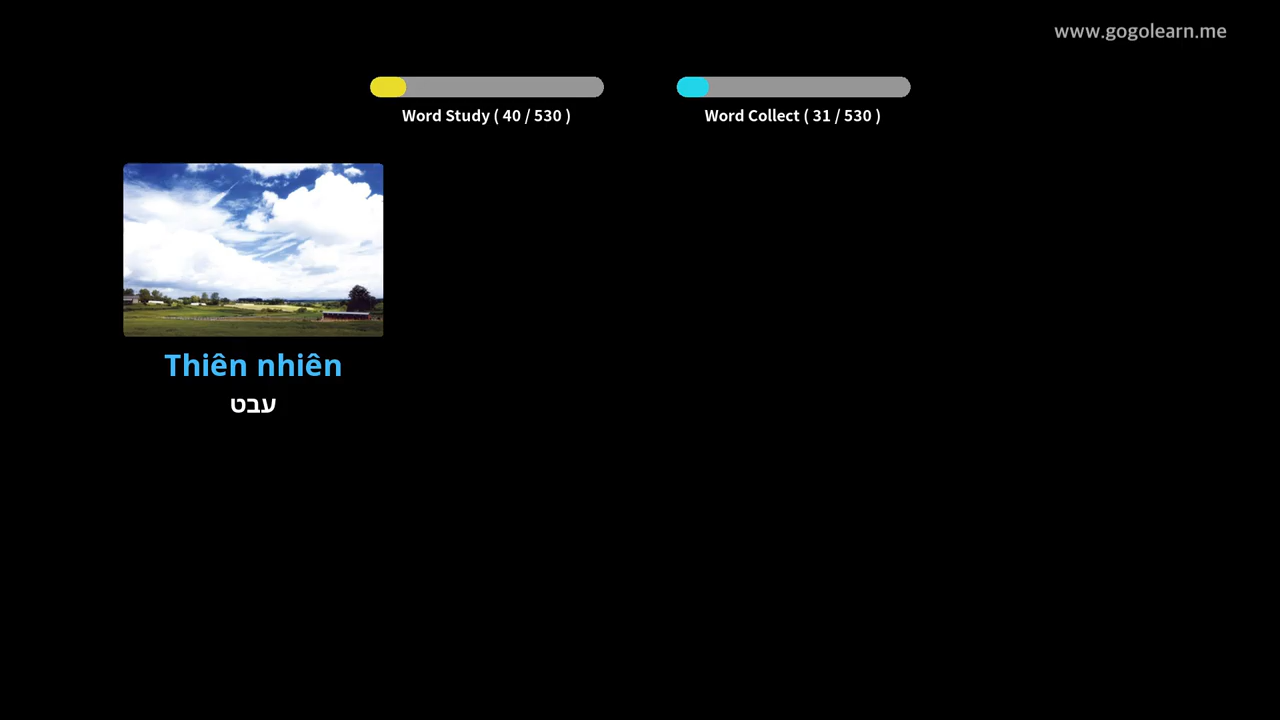 www.gogolearn.me
Word Study ( 40 / 530 )
Word Collect ( 31 / 530 )
Thiên nhiên
עבט